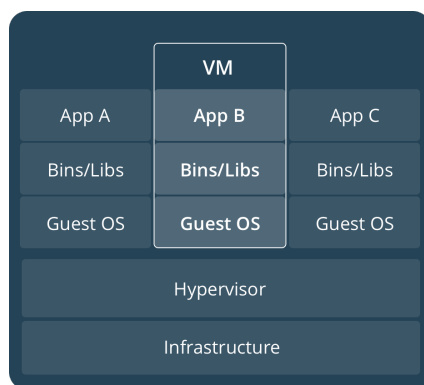 VM
App A App B App C
Bins/Libs Bins/Libs Bins/Libs
Guest OS Guest OS Guest OS
Hypervisor
Infrastructure